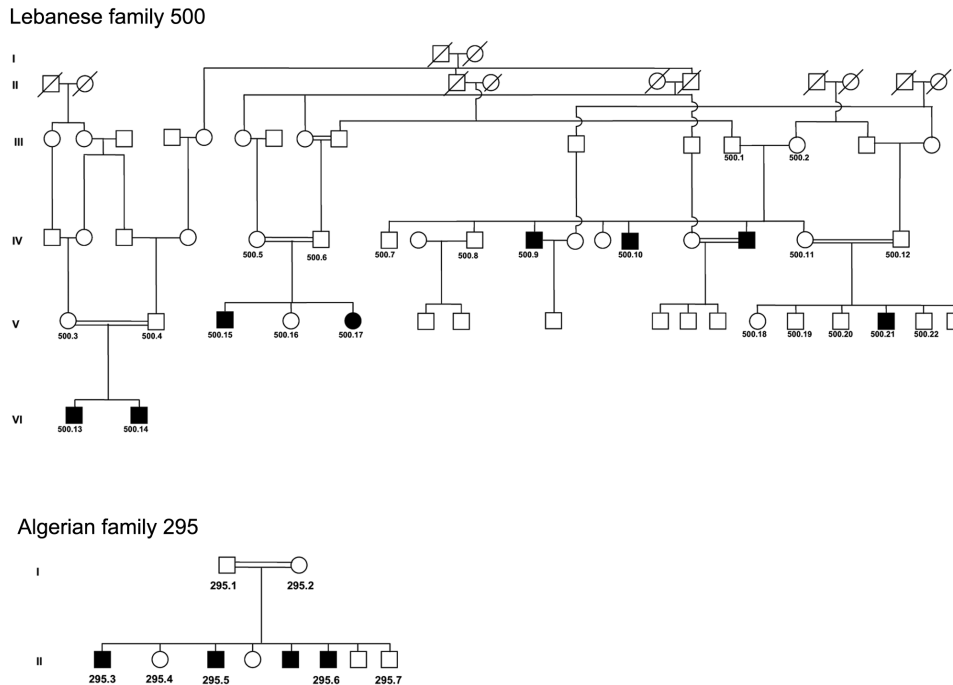 Lebanese family 500
I
II
III
500.1 500.2
IV
500.5 500.6 500.7 500.8 500.9 500.10 500.11 500.12
V
500.3 500.4 500.15 500.16 500.17 500.18 500.19 500.20 500.21 500.22
VI
500.13 500.14
Algerian family 295
I
295.1 295.2
II
295.3 295.4 295.5 295.6 295.7